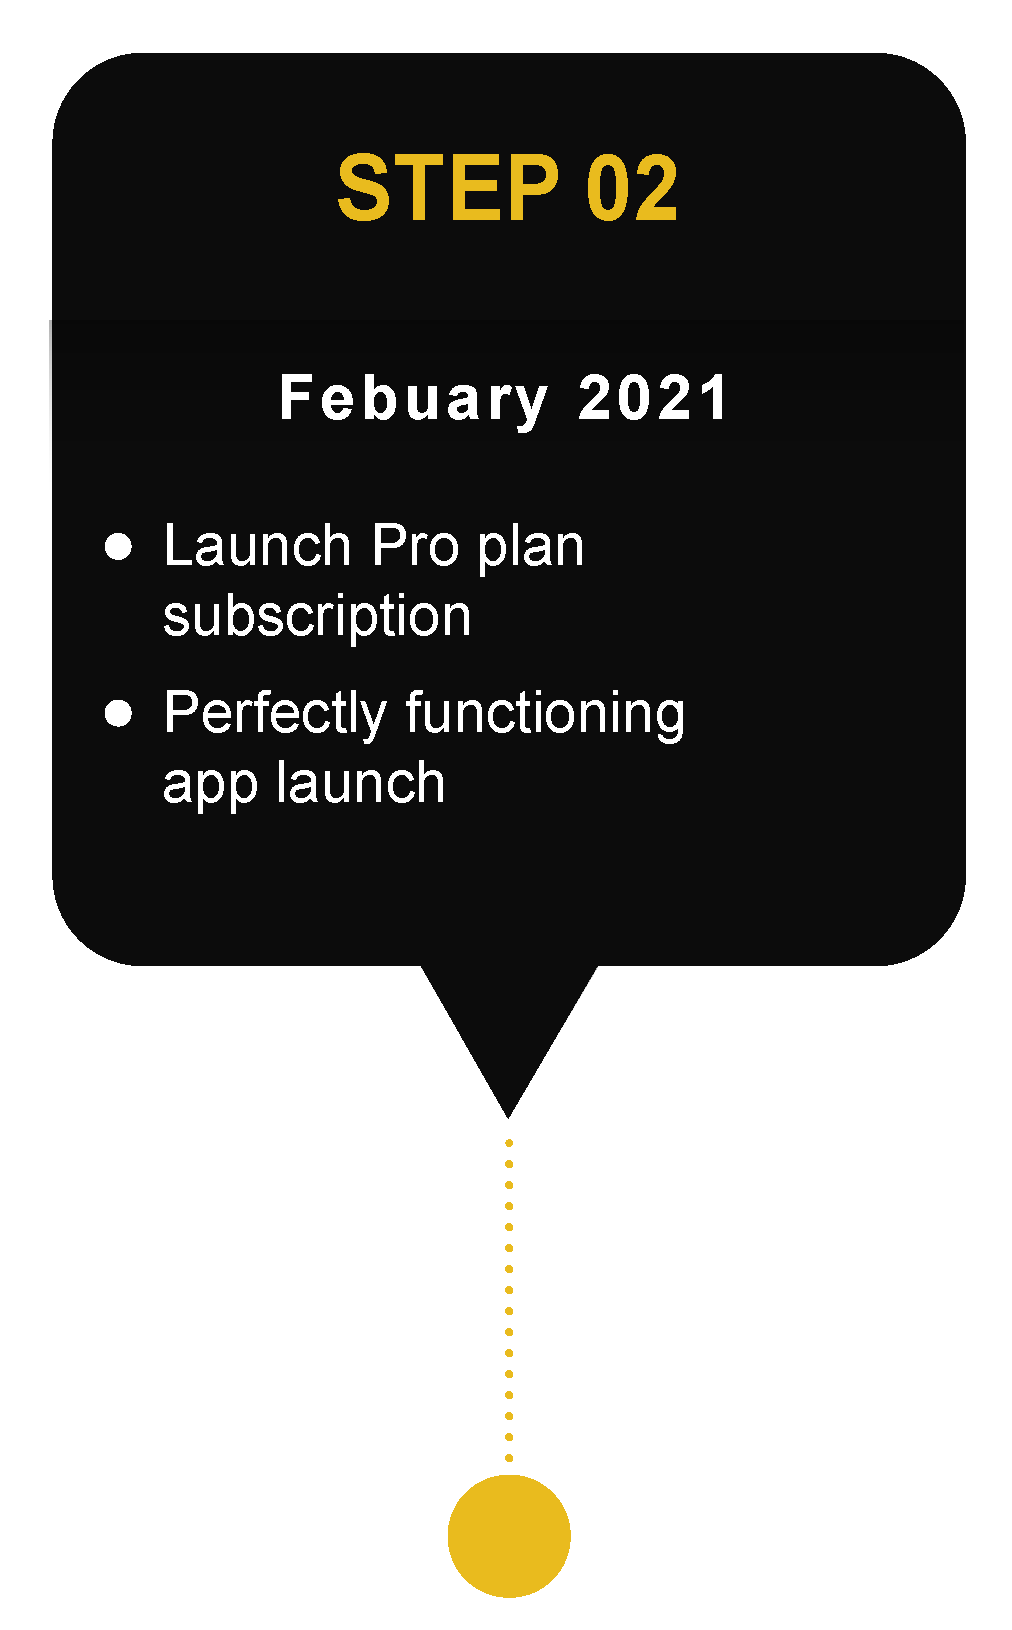 STEP 02
Febuary 2021
● Launch Pro plan
subscription
● Perfectly functioning
app launch